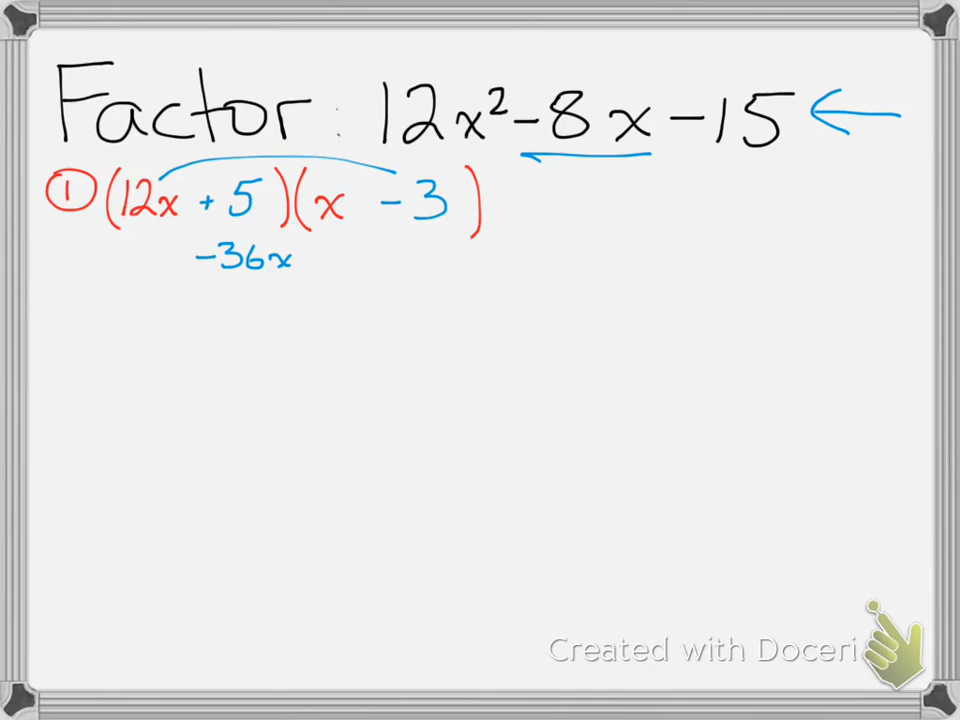 Factor: 12x² -8x -15 ←
① (12x + 5)(x - 3)
-36x
Created with Doceri